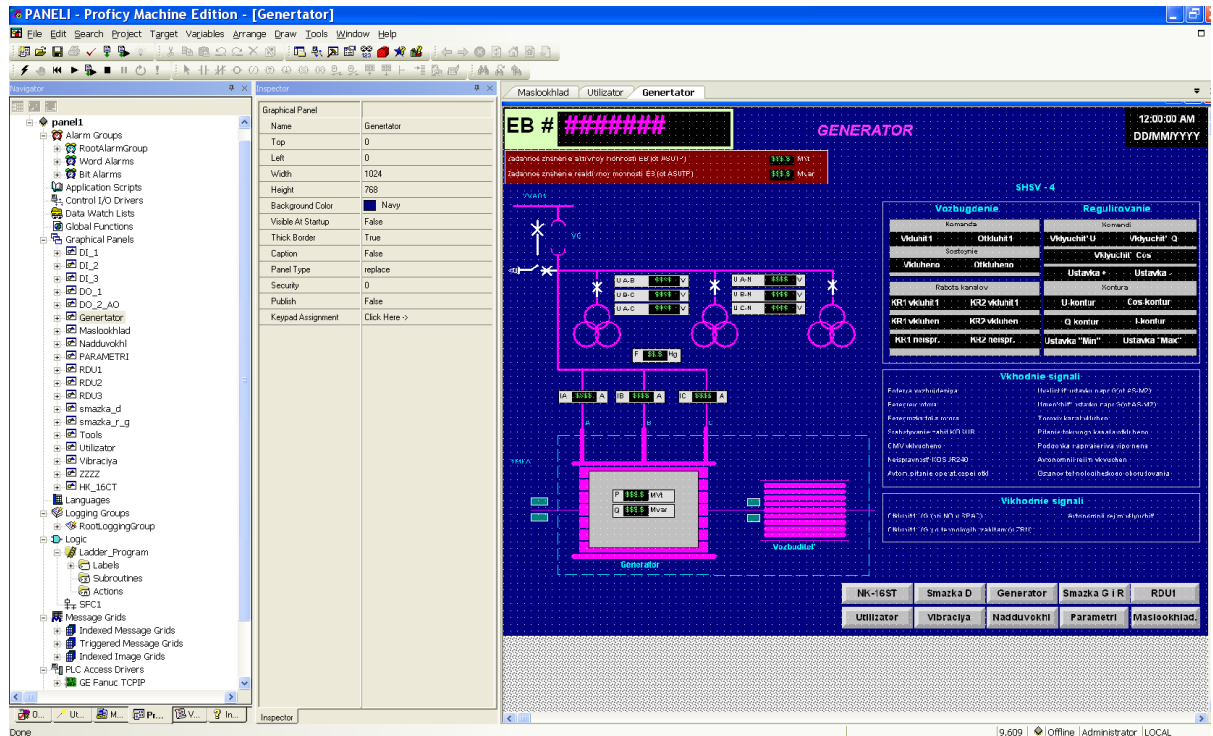 PANELI - Proficy Machine Edition - [Genertator]
File Edit Search Project Target Variables Arrange Draw Tools Window Help
Navigator
panel1
Alarm Groups
RootAlarmGroup
Word Alarms
Bit Alarms
Application Scripts
Control I/O Drivers
Data Watch Lists
Global Functions
Graphical Panels
DI_1
DI_2
DI_3
DO_1
DO_2_AO
Genertator
Maslookhlad
Nadduvokhl
PARAMETRI
RDU1
RDU2
RDU3
smazka_d
smazka_r_g
Tools
Utilizator
Vibraciya
ZZZZ
HK_16CT
Languages
Logging Groups
RootLoggingGroup
Logic
Ladder_Program
Labels
Subroutines
Actions
SFC1
Message Grids
Indexed Message Grids
Triggered Message Grids
Indexed Image Grids
PLC Access Drivers
GE Fanuc TCPIP
O... Ut... M... Pr... V... In...
Done
Inspector
Graphical Panel
Name Genertator
Top 0
Left 0
Width 1024
Height 768
Background Color Navy
Visible At Startup False
Thick Border True
Caption False
Panel Type replace
Security 0
Publish False
Keypad Assignment Click Here ->
Inspector
Maslookhlad Utilizator Genertator
EB # #######
GENERATOR
12:00:00 AM
DD/MM/YYYY
MVt
Mvar
SHSV - 4
VG
U A-B $$$$ V
U B-C $$$$ V
U A-C $$$$ V
U A-N $$$$ V
U B-N $$$$ V
U C-N $$$$ V
F $$.$ Hg
IA $$$$ A IB $$$$ A IC $$$$ A
A B C
P $$$.$ MVt
Q $$$.$ Mvar
Generator
Vozbuditel'
Vozbugdenie
Komanda
Vkluhit1 Otkluhit1
Sostoynie
Vkluheno Otkluheno
Rabota kanalov
KR1 vkluhit1 KR2 vkluhit1
KR1 vkluhen KR2 vkluhen
KR1 neispr. KR2 neispr.
Regulirovanie
Komandi
Vklyuchit' U Vklyuchit' Q
Vklyuchit' Cos
Ustavka + Ustavka -
Kontura
U-kontur Cos-kontur
Q kontur I-kontur
Ustavka "Min" Ustavka "Max"
Vkhodnie signali
Vikhodnie signali
NK-16ST Smazka D Generator Smazka G i R RDU1
Utilizator Vibraciya Nadduvokhl Parametri Maslookhlad.
9.609 Offline Administrator LOCAL